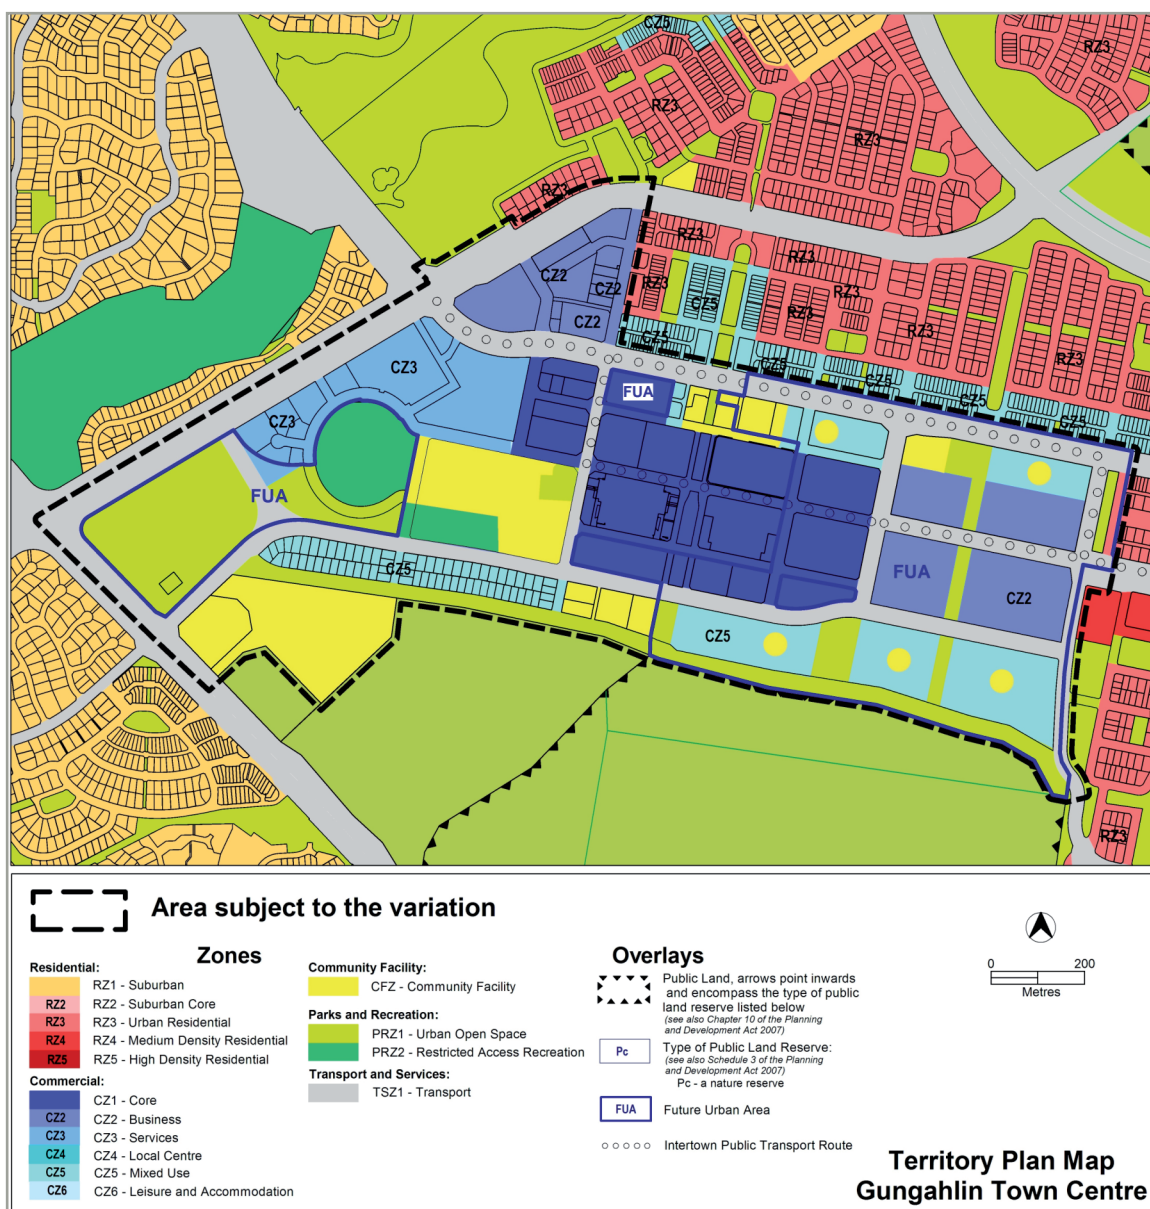 CZ5
RZ3
RZ3
RZ3
RZ3
RZ3
CZ2
CZ2
RZ3
RZ3
RZ3
CZ5
RZ3
CZ2
CZ5
RZ3
RZ3
CZ3
CZ5
CZ5
FUA
CZ5
CZ3
CZ5
FUA
CZ5
FUA
CZ2
CZ5
RZ3
Area subject to the variation
Zones
Residential:
RZ1 - Suburban
RZ2 RZ2 - Suburban Core
RZ3 RZ3 - Urban Residential
RZ4 RZ4 - Medium Density Residential
RZ5 RZ5 - High Density Residential
Commercial:
CZ1 - Core
CZ2 CZ2 - Business
CZ3 CZ3 - Services
CZ4 CZ4 - Local Centre
CZ5 CZ5 - Mixed Use
CZ6 CZ6 - Leisure and Accommodation
Community Facility:
CFZ - Community Facility
Parks and Recreation:
PRZ1 - Urban Open Space
PRZ2 - Restricted Access Recreation
Transport and Services:
TSZ1 - Transport
Overlays
Public Land, arrows point inwards
and encompass the type of public
land reserve listed below
(see also Chapter 10 of the Planning
and Development Act 2007)
Pc Type of Public Land Reserve:
(see also Schedule 3 of the Planning
and Development Act 2007)
Pc - a nature reserve
FUA Future Urban Area
Intertown Public Transport Route
0 200
Metres
Territory Plan Map
Gungahlin Town Centre